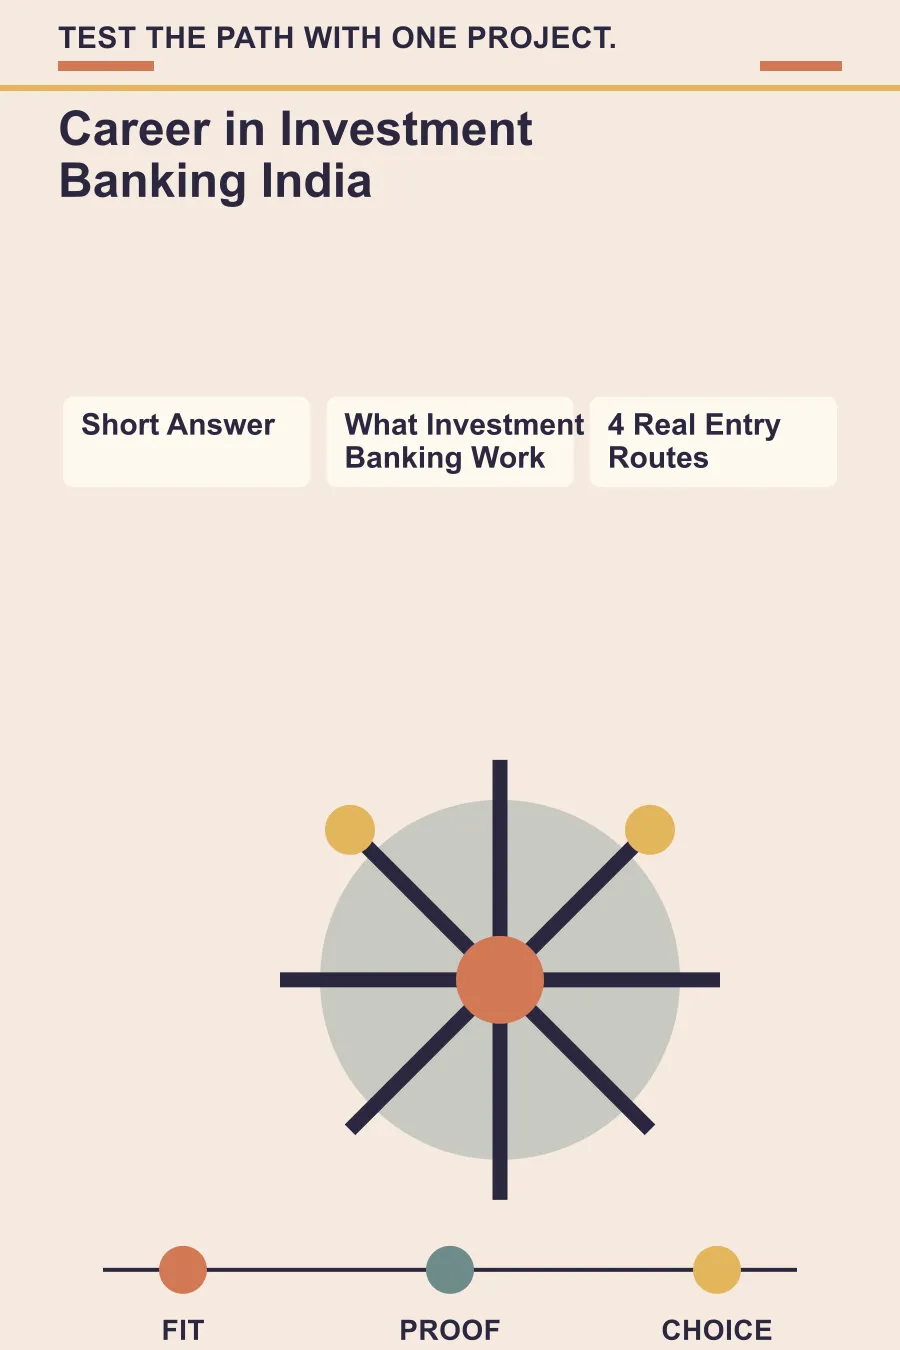 TEST THE PATH WITH ONE PROJECT.
Career in Investment
Banking India
Short Answer
What Investment
Banking Work
4 Real Entry
Routes
FIT
PROOF
CHOICE